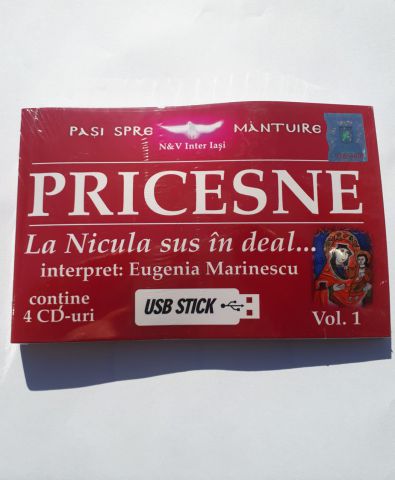 PAȘI SPRE MÂNTUIRE
N&V Inter Iași
PRICESNE
La Nicula sus în deal...
interpret: Eugenia Marinescu
conține
4 CD-uri
USB STICK
Vol. 1